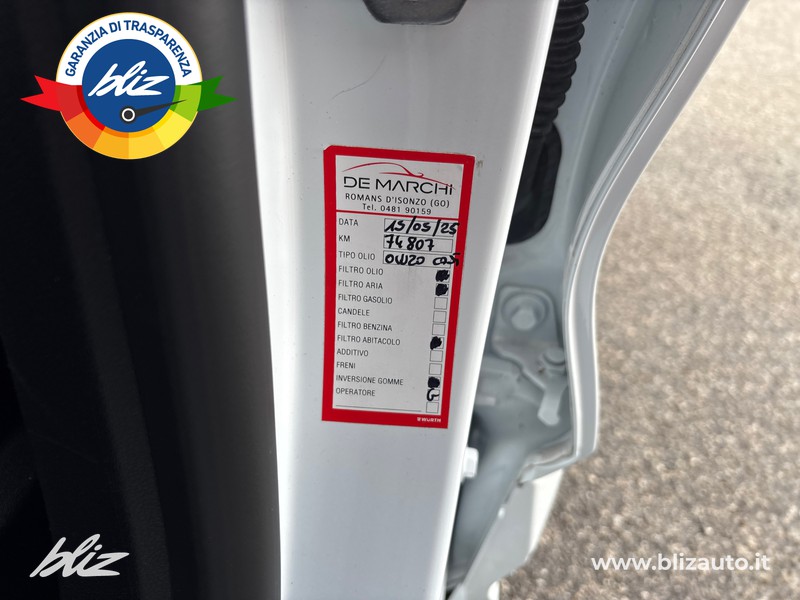 GARANZIA DI TRASPARENZA
bliz
DE MARCHI
ROMANS D'ISONZO (GO)
Tel. 0481 90159
DATA 15/05/25
KM 74807
TIPO OLIO 0W20
FILTRO OLIO
FILTRO ARIA
FILTRO GASOLIO
CANDELE
FILTRO BENZINA
FILTRO ABITACOLO
ADDITIVO
FRENI
INVERSIONE GOMME
OPERATORE
WÜRTH
bliz
www.blizauto.it